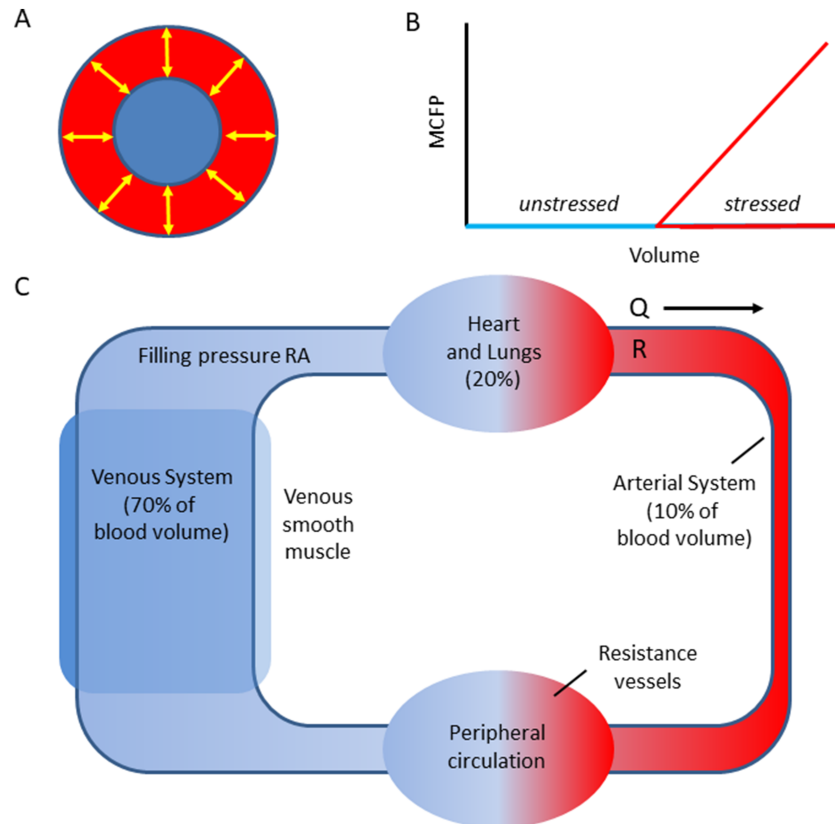 A
B
MCFP
unstressed
stressed
Volume
C
Filling pressure RA
Heart
and Lungs
(20%)
Q
R
Venous System
(70% of
blood volume)
Venous
smooth
muscle
Arterial System
(10% of
blood volume)
Resistance
vessels
Peripheral
circulation